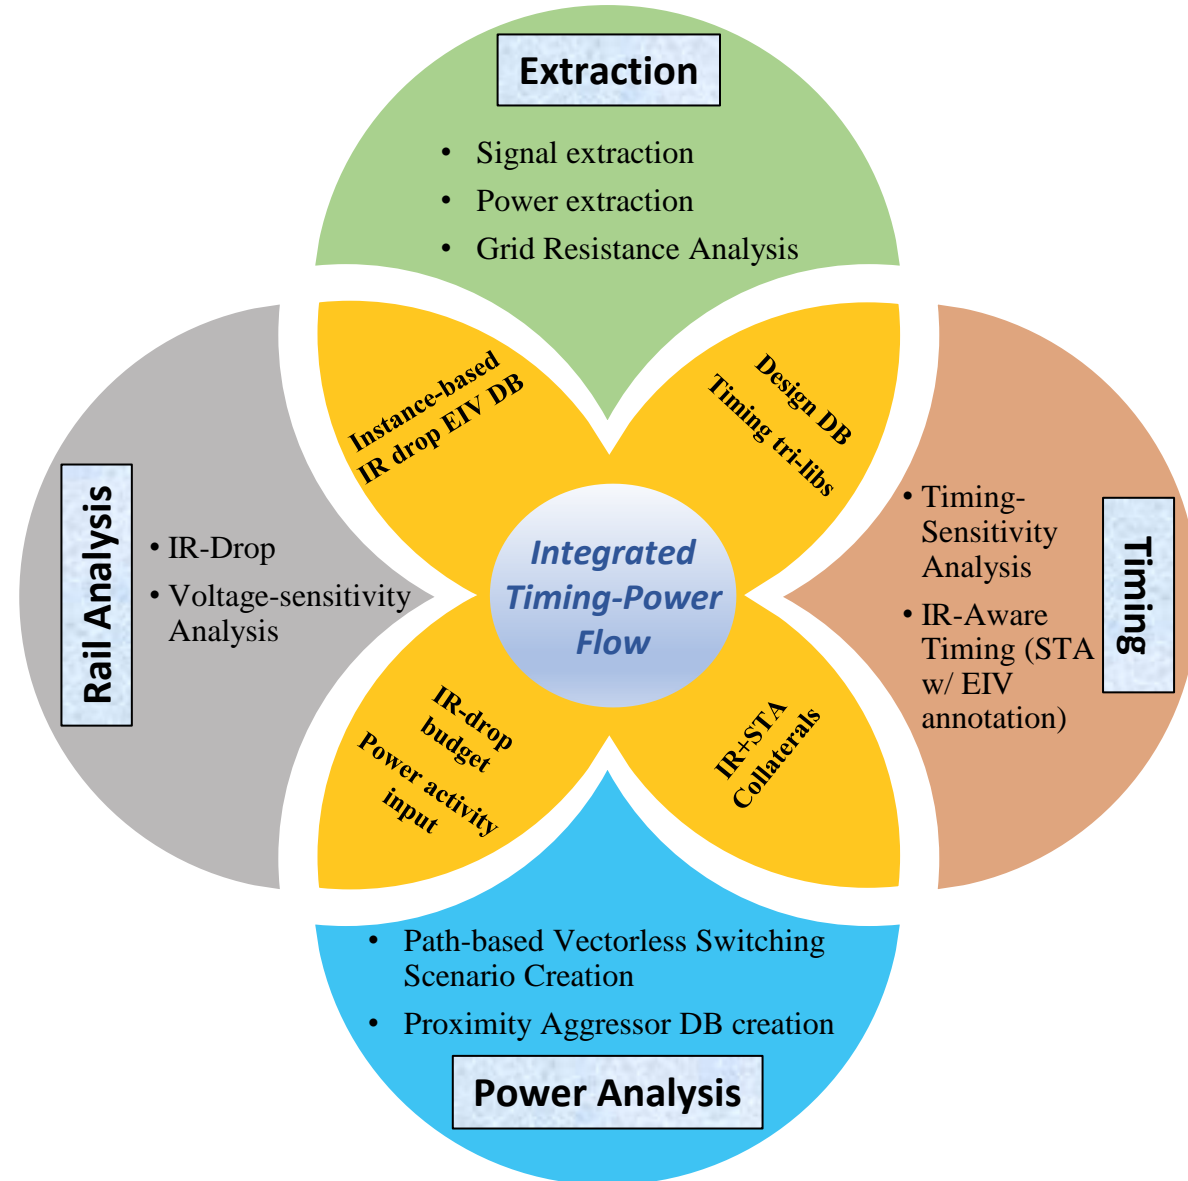 Extraction
• Signal extraction
• Power extraction
• Grid Resistance Analysis
Instance-based
IR drop EIV DB
Design DB
Timing tri-libs
Rail Analysis
• IR-Drop
• Voltage-sensitivity
Analysis
Integrated
Timing-Power
Flow
• Timing-
Sensitivity
Analysis
• IR-Aware
Timing (STA
w/ EIV
annotation)
Timing
IR-drop
budget
Power activity
input
IR+STA
Collaterals
• Path-based Vectorless Switching
Scenario Creation
• Proximity Aggressor DB creation
Power Analysis